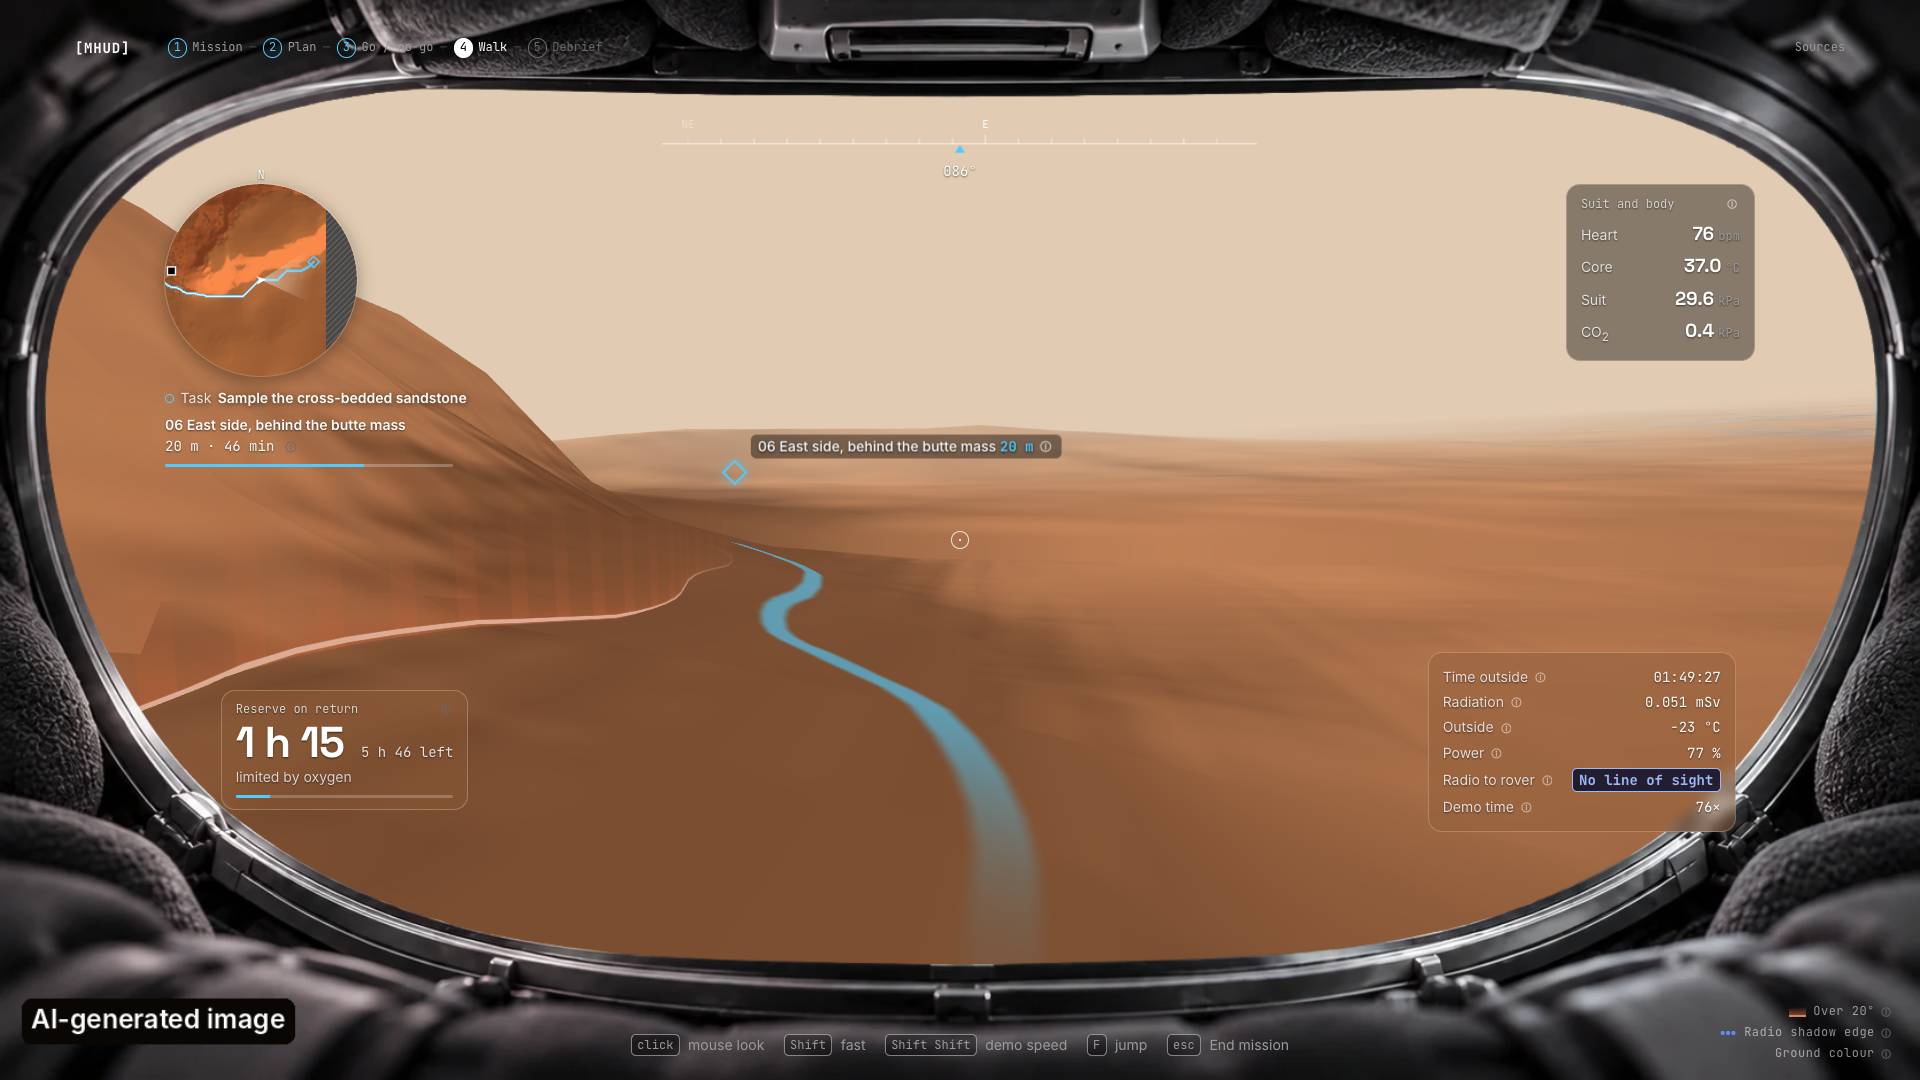 [MHUD] 1 Mission 2 Plan 3 Go / no-go 4 Walk 5 Debrief Sources
NE E
086°
N
Task Sample the cross-bedded sandstone
06 East side, behind the butte mass
20 m · 46 min
06 East side, behind the butte mass 20 m
Suit and body
Heart 76 bpm
Core 37.0 °C
Suit 29.6 kPa
CO2 0.4 kPa
Reserve on return
1 h 15 5 h 46 left
limited by oxygen
Time outside 01:49:27
Radiation 0.051 mSv
Outside -23 °C
Power 77 %
Radio to rover No line of sight
Demo time 76×
AI-generated image
click mouse look Shift fast Shift Shift demo speed F jump esc End mission
Over 20°
Radio shadow edge
Ground colour